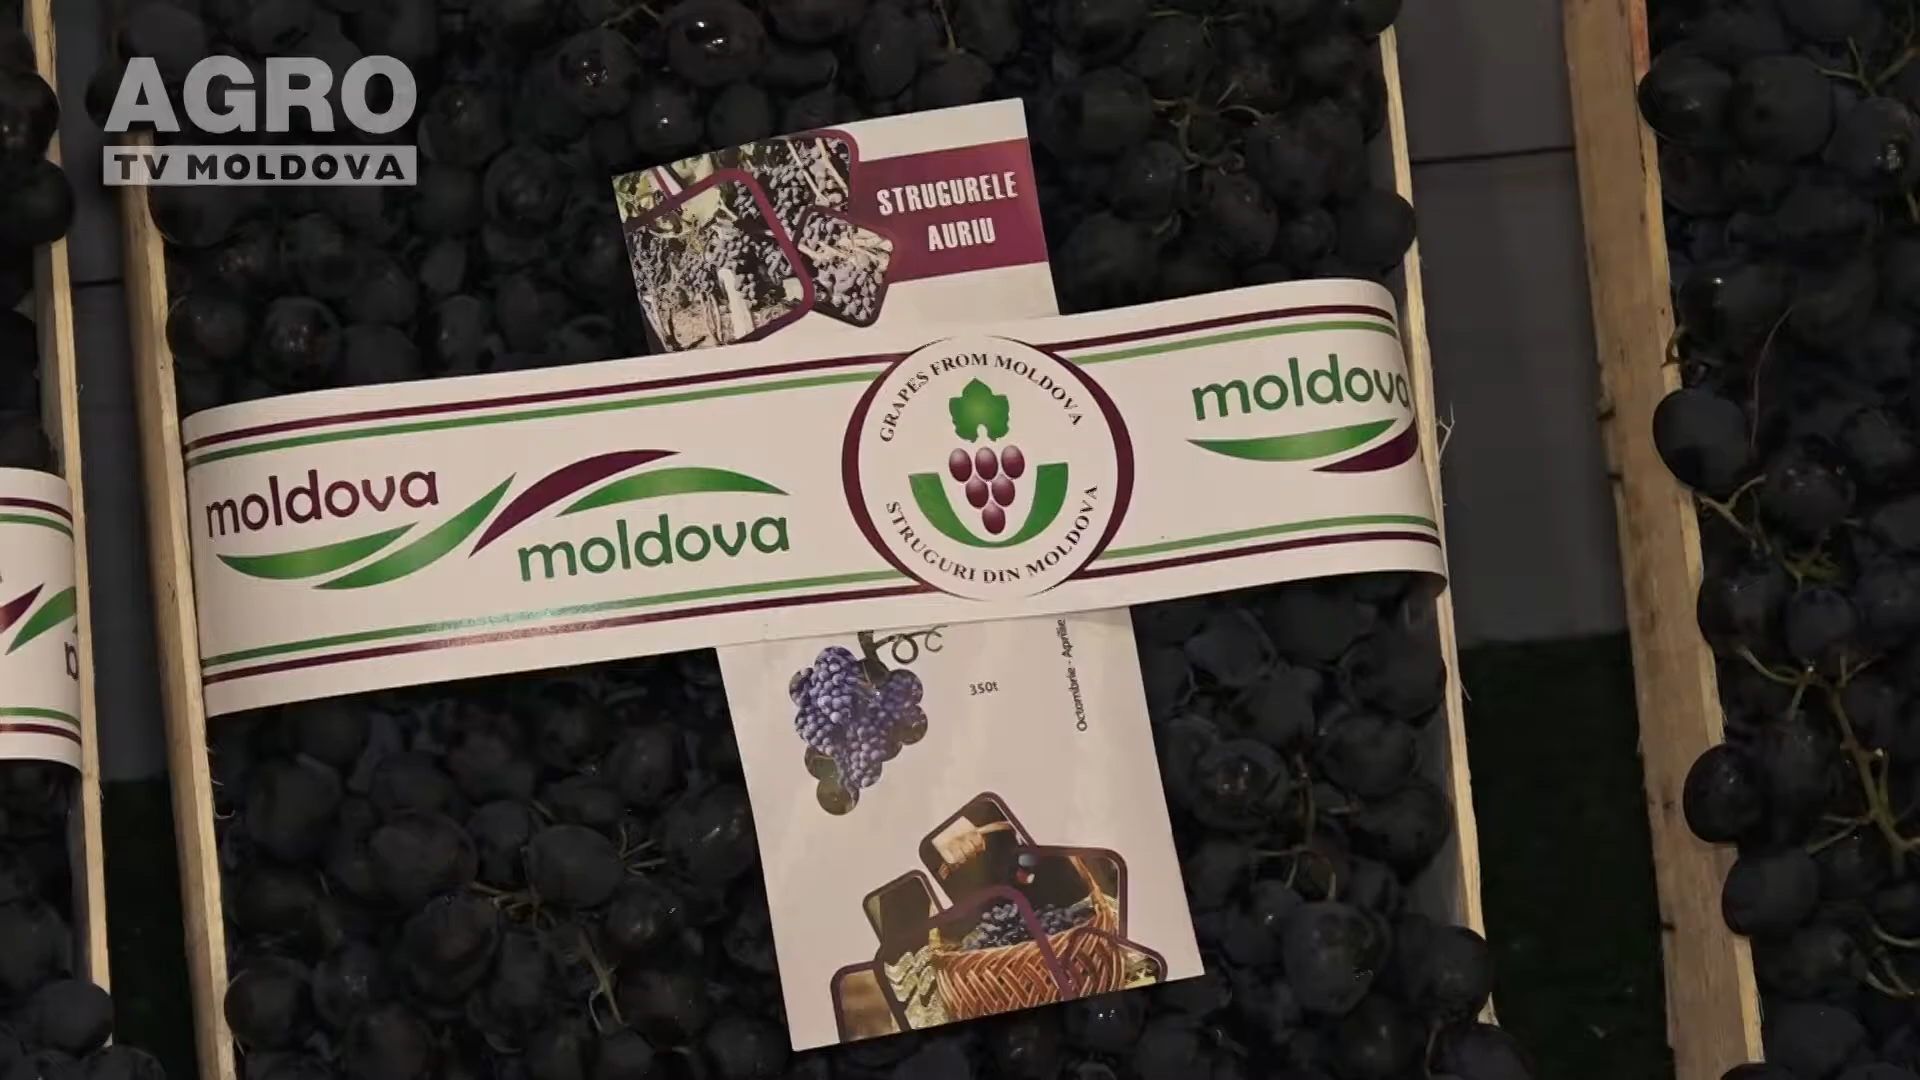 AGRO
TV MOLDOVA
STRUGURELE
AURIU
GRAPES FROM MOLDOVA
moldova
moldova
moldova
STRUGURI DIN MOLDOVA
350t
Octombrie - Aprilie